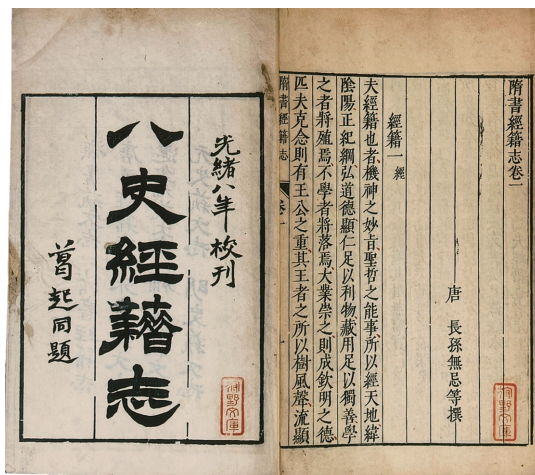 隋書經籍志卷一
唐 長孫無忌等撰
經籍一 經
夫經籍也者機神之妙旨聖哲之能事所以經天地緯
陰陽正紀綱弘道德顯仁足以利物藏用足以獨善學
之者將殖焉不學者將落焉大業崇之則成欽明之德
匹夫克念則有王公之重其王者之所以樹風聲流顯
隋書經籍志 卷一
光緒八年校刊
八史經籍志
葛起同題